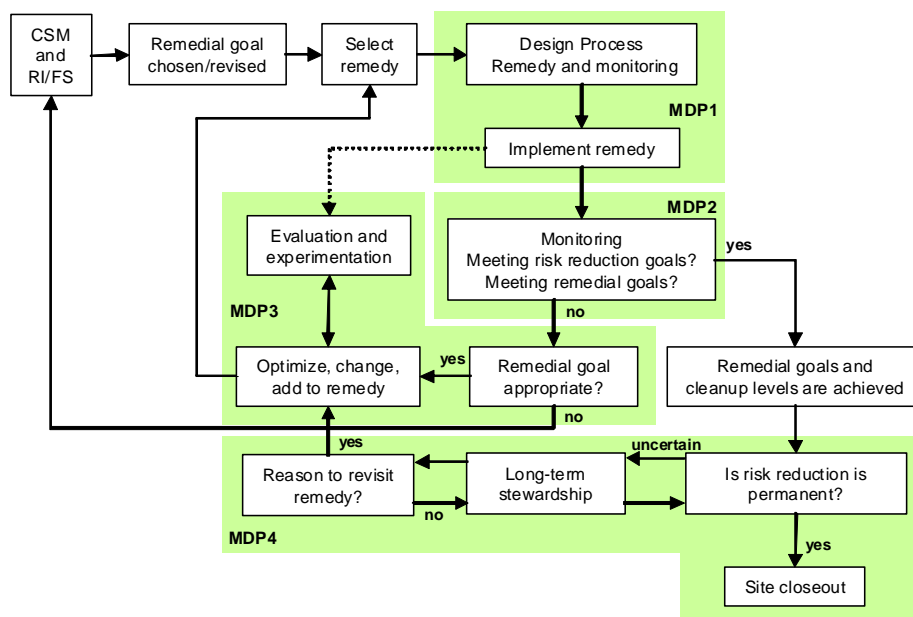 CSM
and
RI/FS
Remedial goal
chosen/revised
Select
remedy
Design Process
Remedy and monitoring
MDP1
Implement remedy
MDP2
Monitoring
Meeting risk reduction goals?
Meeting remedial goals?
yes
Evaluation and
experimentation
MDP3
no
Optimize, change,
add to remedy
yes
Remedial goal
appropriate?
Remedial goals and
cleanup levels are achieved
no
yes
uncertain
Reason to revisit
remedy?
Long-term
stewardship
Is risk reduction is
permanent?
no
MDP4
yes
Site closeout